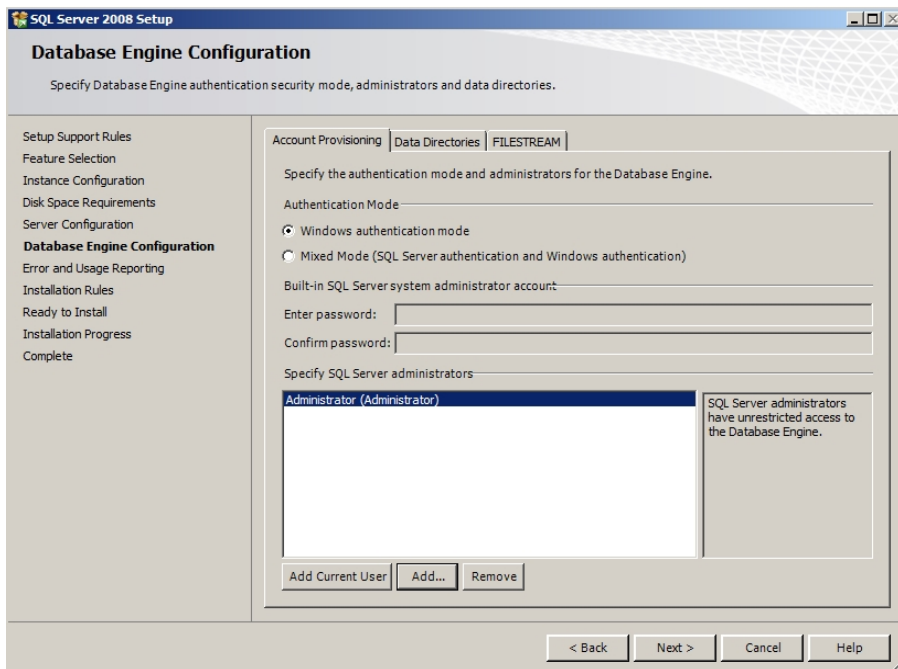 SQL Server 2008 Setup
Database Engine Configuration
Specify Database Engine authentication security mode, administrators and data directories.
Setup Support Rules
Feature Selection
Instance Configuration
Disk Space Requirements
Server Configuration
Database Engine Configuration
Error and Usage Reporting
Installation Rules
Ready to Install
Installation Progress
Complete
Account Provisioning Data Directories FILESTREAM
Specify the authentication mode and administrators for the Database Engine.
Authentication Mode
Windows authentication mode
Mixed Mode (SQL Server authentication and Windows authentication)
Built-in SQL Server system administrator account
Enter password:
Confirm password:
Specify SQL Server administrators
Administrator (Administrator)
SQL Server administrators
have unrestricted access to
the Database Engine.
Add Current User Add... Remove
< Back Next > Cancel Help